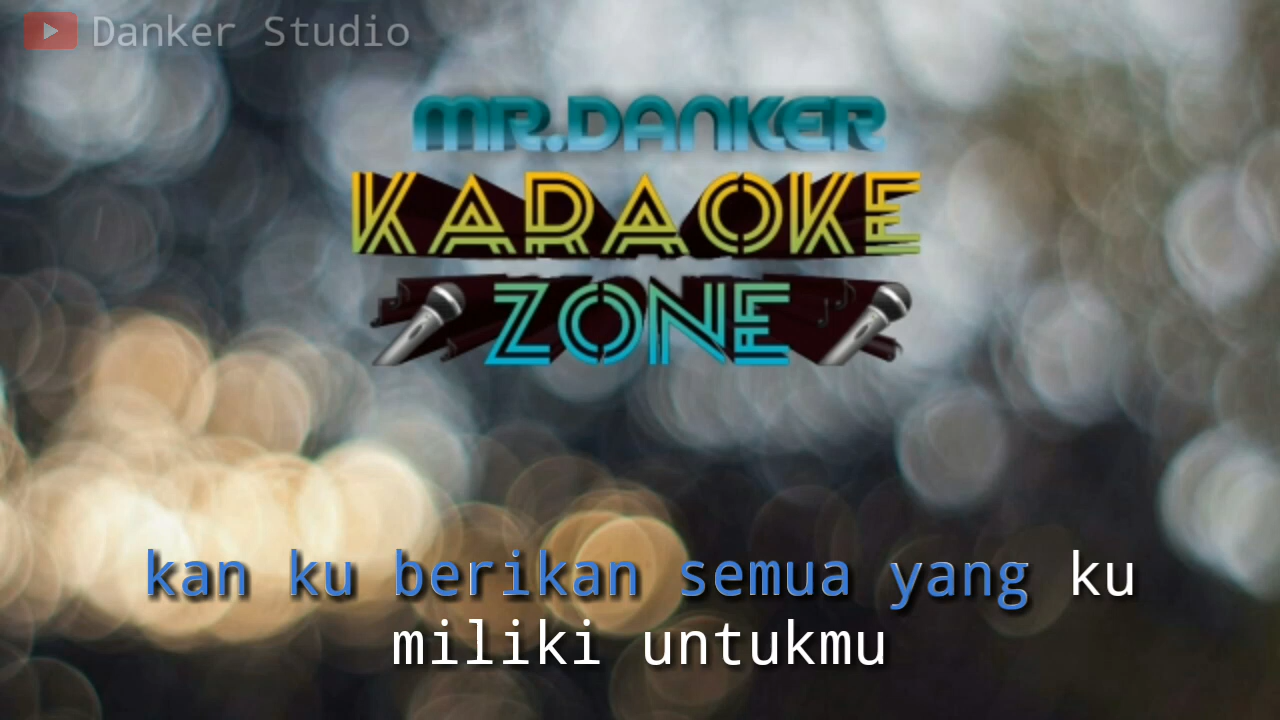 Danker Studio
MR.DANKER
KARAOKE
ZONE
kan ku berikan semua yang ku
miliki untukmu